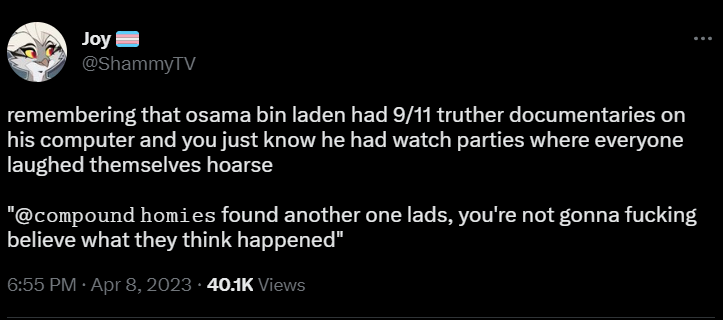 Joy
@ShammyTV
remembering that osama bin laden had 9/11 truther documentaries on
his computer and you just know he had watch parties where everyone
laughed themselves hoarse
"@compound homies found another one lads, you're not gonna fucking
believe what they think happened"
6:55 PM · Apr 8, 2023 · 40.1K Views